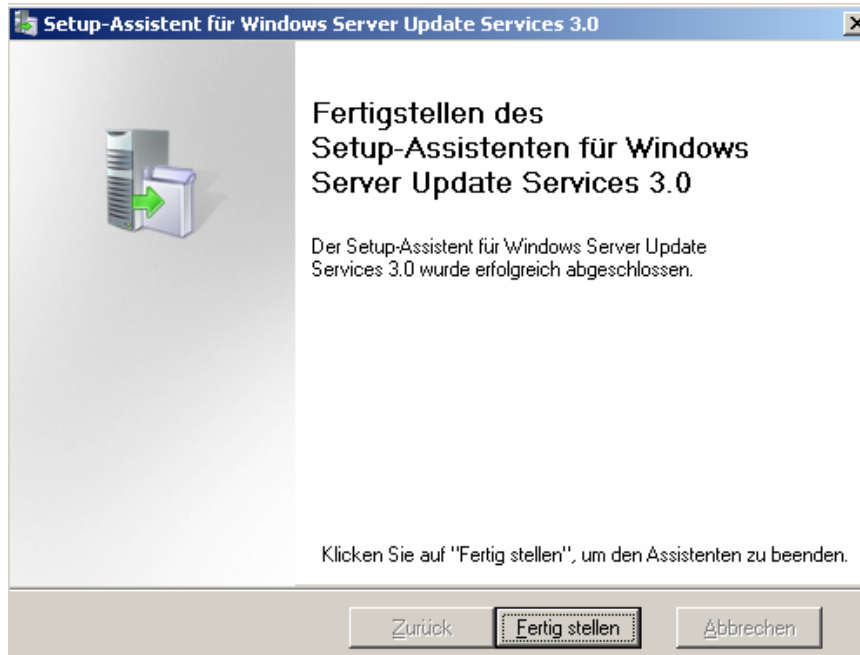 Setup-Assistent für Windows Server Update Services 3.0
Fertigstellen des
Setup-Assistenten für Windows
Server Update Services 3.0
Der Setup-Assistent für Windows Server Update
Services 3.0 wurde erfolgreich abgeschlossen.
Klicken Sie auf "Fertig stellen", um den Assistenten zu beenden.
Zurück
Fertig stellen
Abbrechen